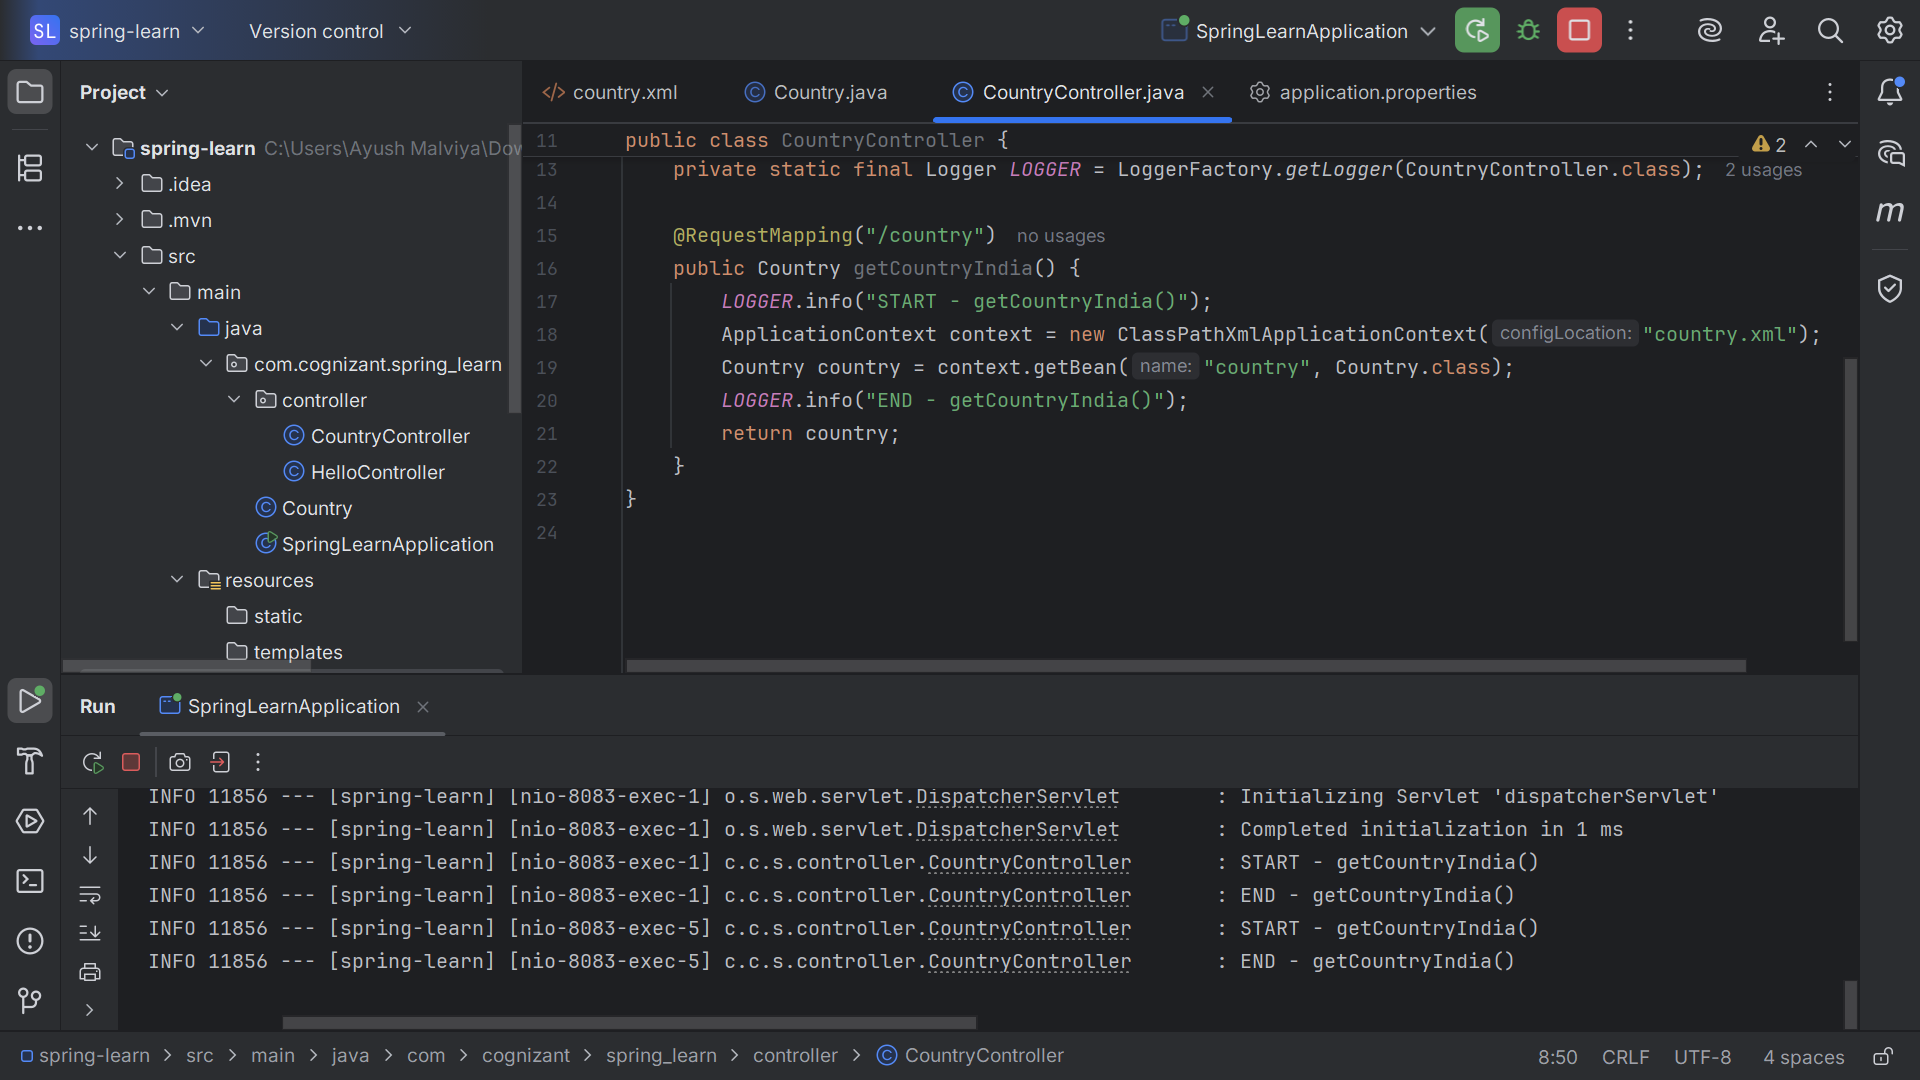 SL spring-learn Version control SpringLearnApplication
Project
spring-learn C:\Users\Ayush Malviya\Dow
.idea
.mvn
src
main
java
com.cognizant.spring_learn
controller
CountryController
HelloController
Country
SpringLearnApplication
resources
static
templates
country.xml Country.java CountryController.java application.properties
11 public class CountryController {
2
13 private static final Logger LOGGER = LoggerFactory.getLogger(CountryController.class); 2 usages
14
15 @RequestMapping("/country") no usages
16 public Country getCountryIndia() {
17 LOGGER.info("START - getCountryIndia()");
18 ApplicationContext context = new ClassPathXmlApplicationContext( configLocation: "country.xml");
19 Country country = context.getBean( name: "country", Country.class);
20 LOGGER.info("END - getCountryIndia()");
21 return country;
22 }
23 }
24
m
Run SpringLearnApplication
INFO 11856 --- [spring-learn] [nio-8083-exec-1] o.s.web.servlet.DispatcherServlet : Initializing Servlet 'dispatcherServlet'
INFO 11856 --- [spring-learn] [nio-8083-exec-1] o.s.web.servlet.DispatcherServlet : Completed initialization in 1 ms
INFO 11856 --- [spring-learn] [nio-8083-exec-1] c.c.s.controller.CountryController : START - getCountryIndia()
INFO 11856 --- [spring-learn] [nio-8083-exec-1] c.c.s.controller.CountryController : END - getCountryIndia()
INFO 11856 --- [spring-learn] [nio-8083-exec-5] c.c.s.controller.CountryController : START - getCountryIndia()
INFO 11856 --- [spring-learn] [nio-8083-exec-5] c.c.s.controller.CountryController : END - getCountryIndia()
spring-learn > src > main > java > com > cognizant > spring_learn > controller > CountryController 8:50 CRLF UTF-8 4 spaces